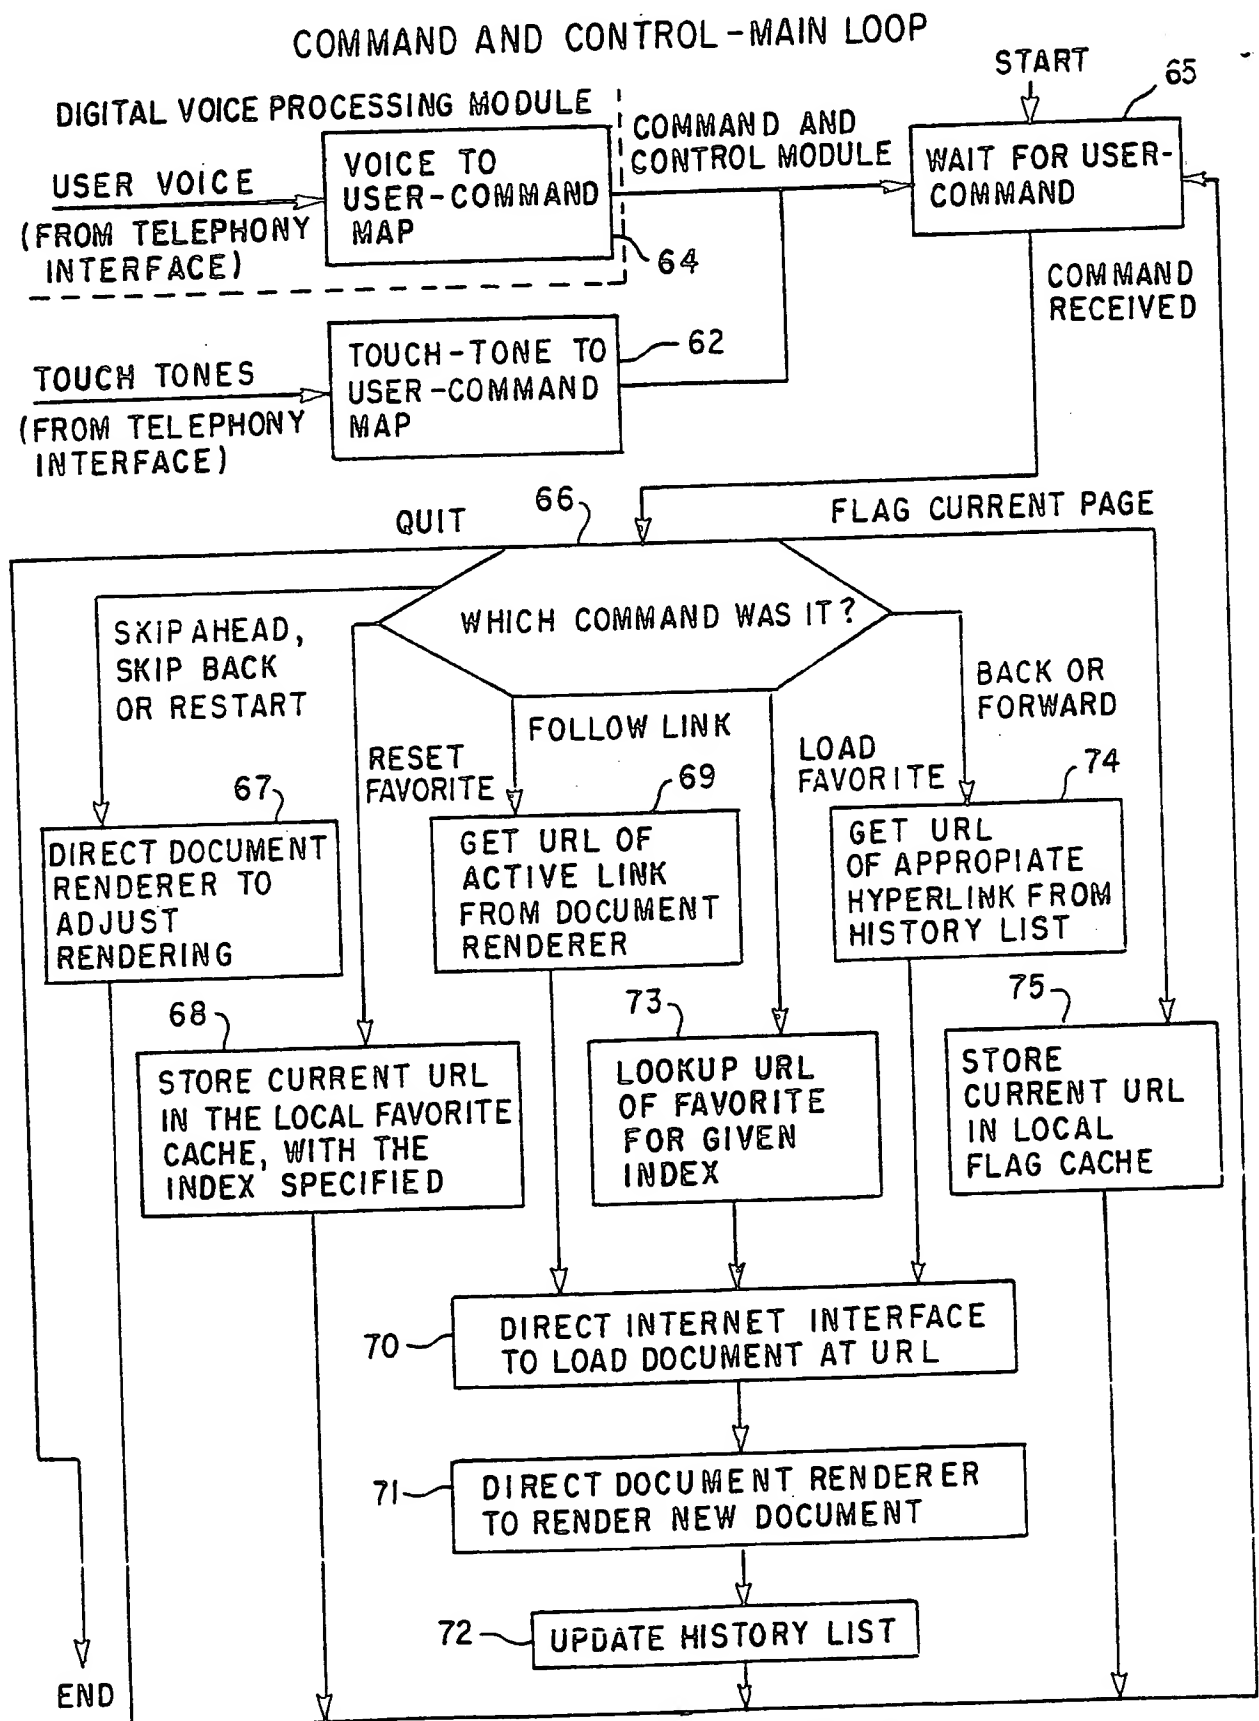 COMMAND AND CONTROL-MAIN LOOP
START
65
DIGITAL VOICE PROCESSING MODULE
COMMAND AND
CONTROL MODULE
USER VOICE
(FROM TELEPHONY
INTERFACE)
VOICE TO
USER-COMMAND
MAP
64
WAIT FOR USER-
COMMAND
COMMAND
RECEIVED
TOUCH TONES
(FROM TELEPHONY
INTERFACE)
TOUCH-TONE TO
USER-COMMAND
MAP
62
QUIT
66
FLAG CURRENT PAGE
WHICH COMMAND WAS IT?
SKIP AHEAD,
SKIP BACK
OR RESTART
RESET
FAVORITE
FOLLOW LINK
LOAD
FAVORITE
BACK OR
FORWARD
67
DIRECT DOCUMENT
RENDERER TO
ADJUST
RENDERING
69
GET URL OF
ACTIVE LINK
FROM DOCUMENT
RENDERER
74
GET URL
OF APPROPIATE
HYPERLINK FROM
HISTORY LIST
68
STORE CURRENT URL
IN THE LOCAL FAVORITE
CACHE, WITH THE
INDEX SPECIFIED
73
LOOKUP URL
OF FAVORITE
FOR GIVEN
INDEX
75
STORE
CURRENT URL
IN LOCAL
FLAG CACHE
70
DIRECT INTERNET INTERFACE
TO LOAD DOCUMENT AT URL
71
DIRECT DOCUMENT RENDERER
TO RENDER NEW DOCUMENT
72
UPDATE HISTORY LIST
END